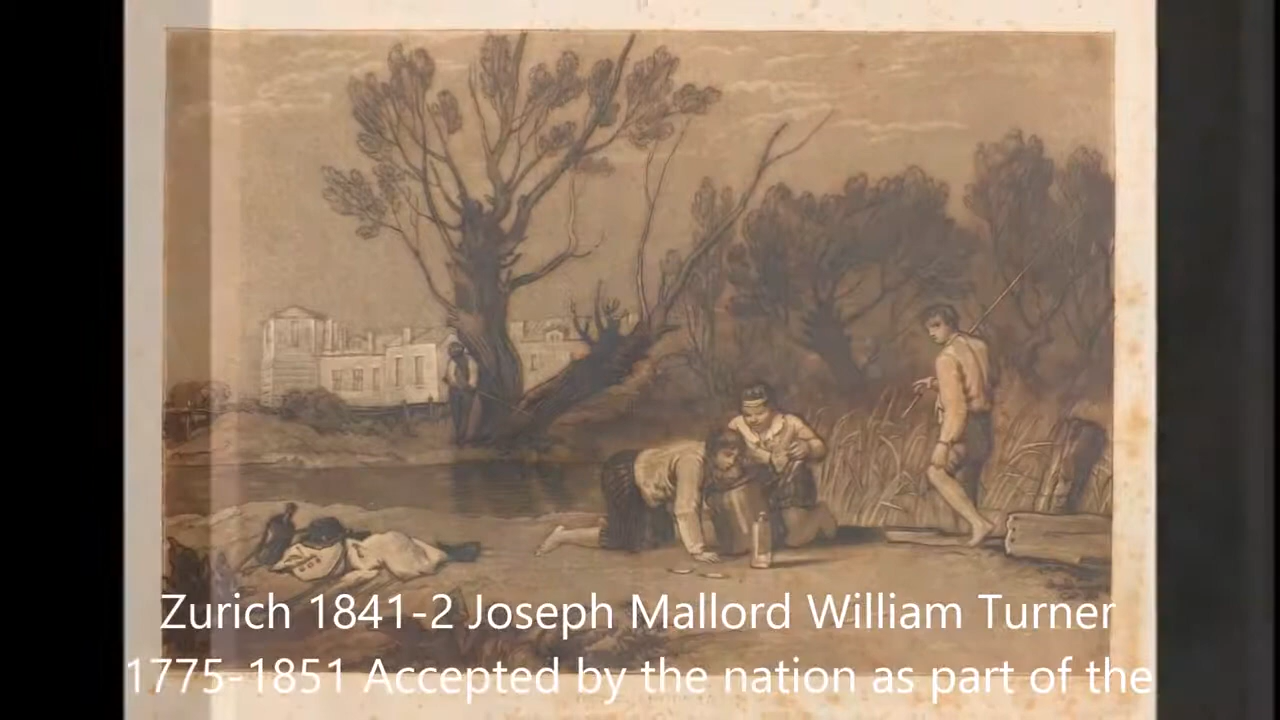 Zurich 1841-2 Joseph Mallord William Turner
1775-1851 Accepted by the nation as part of the